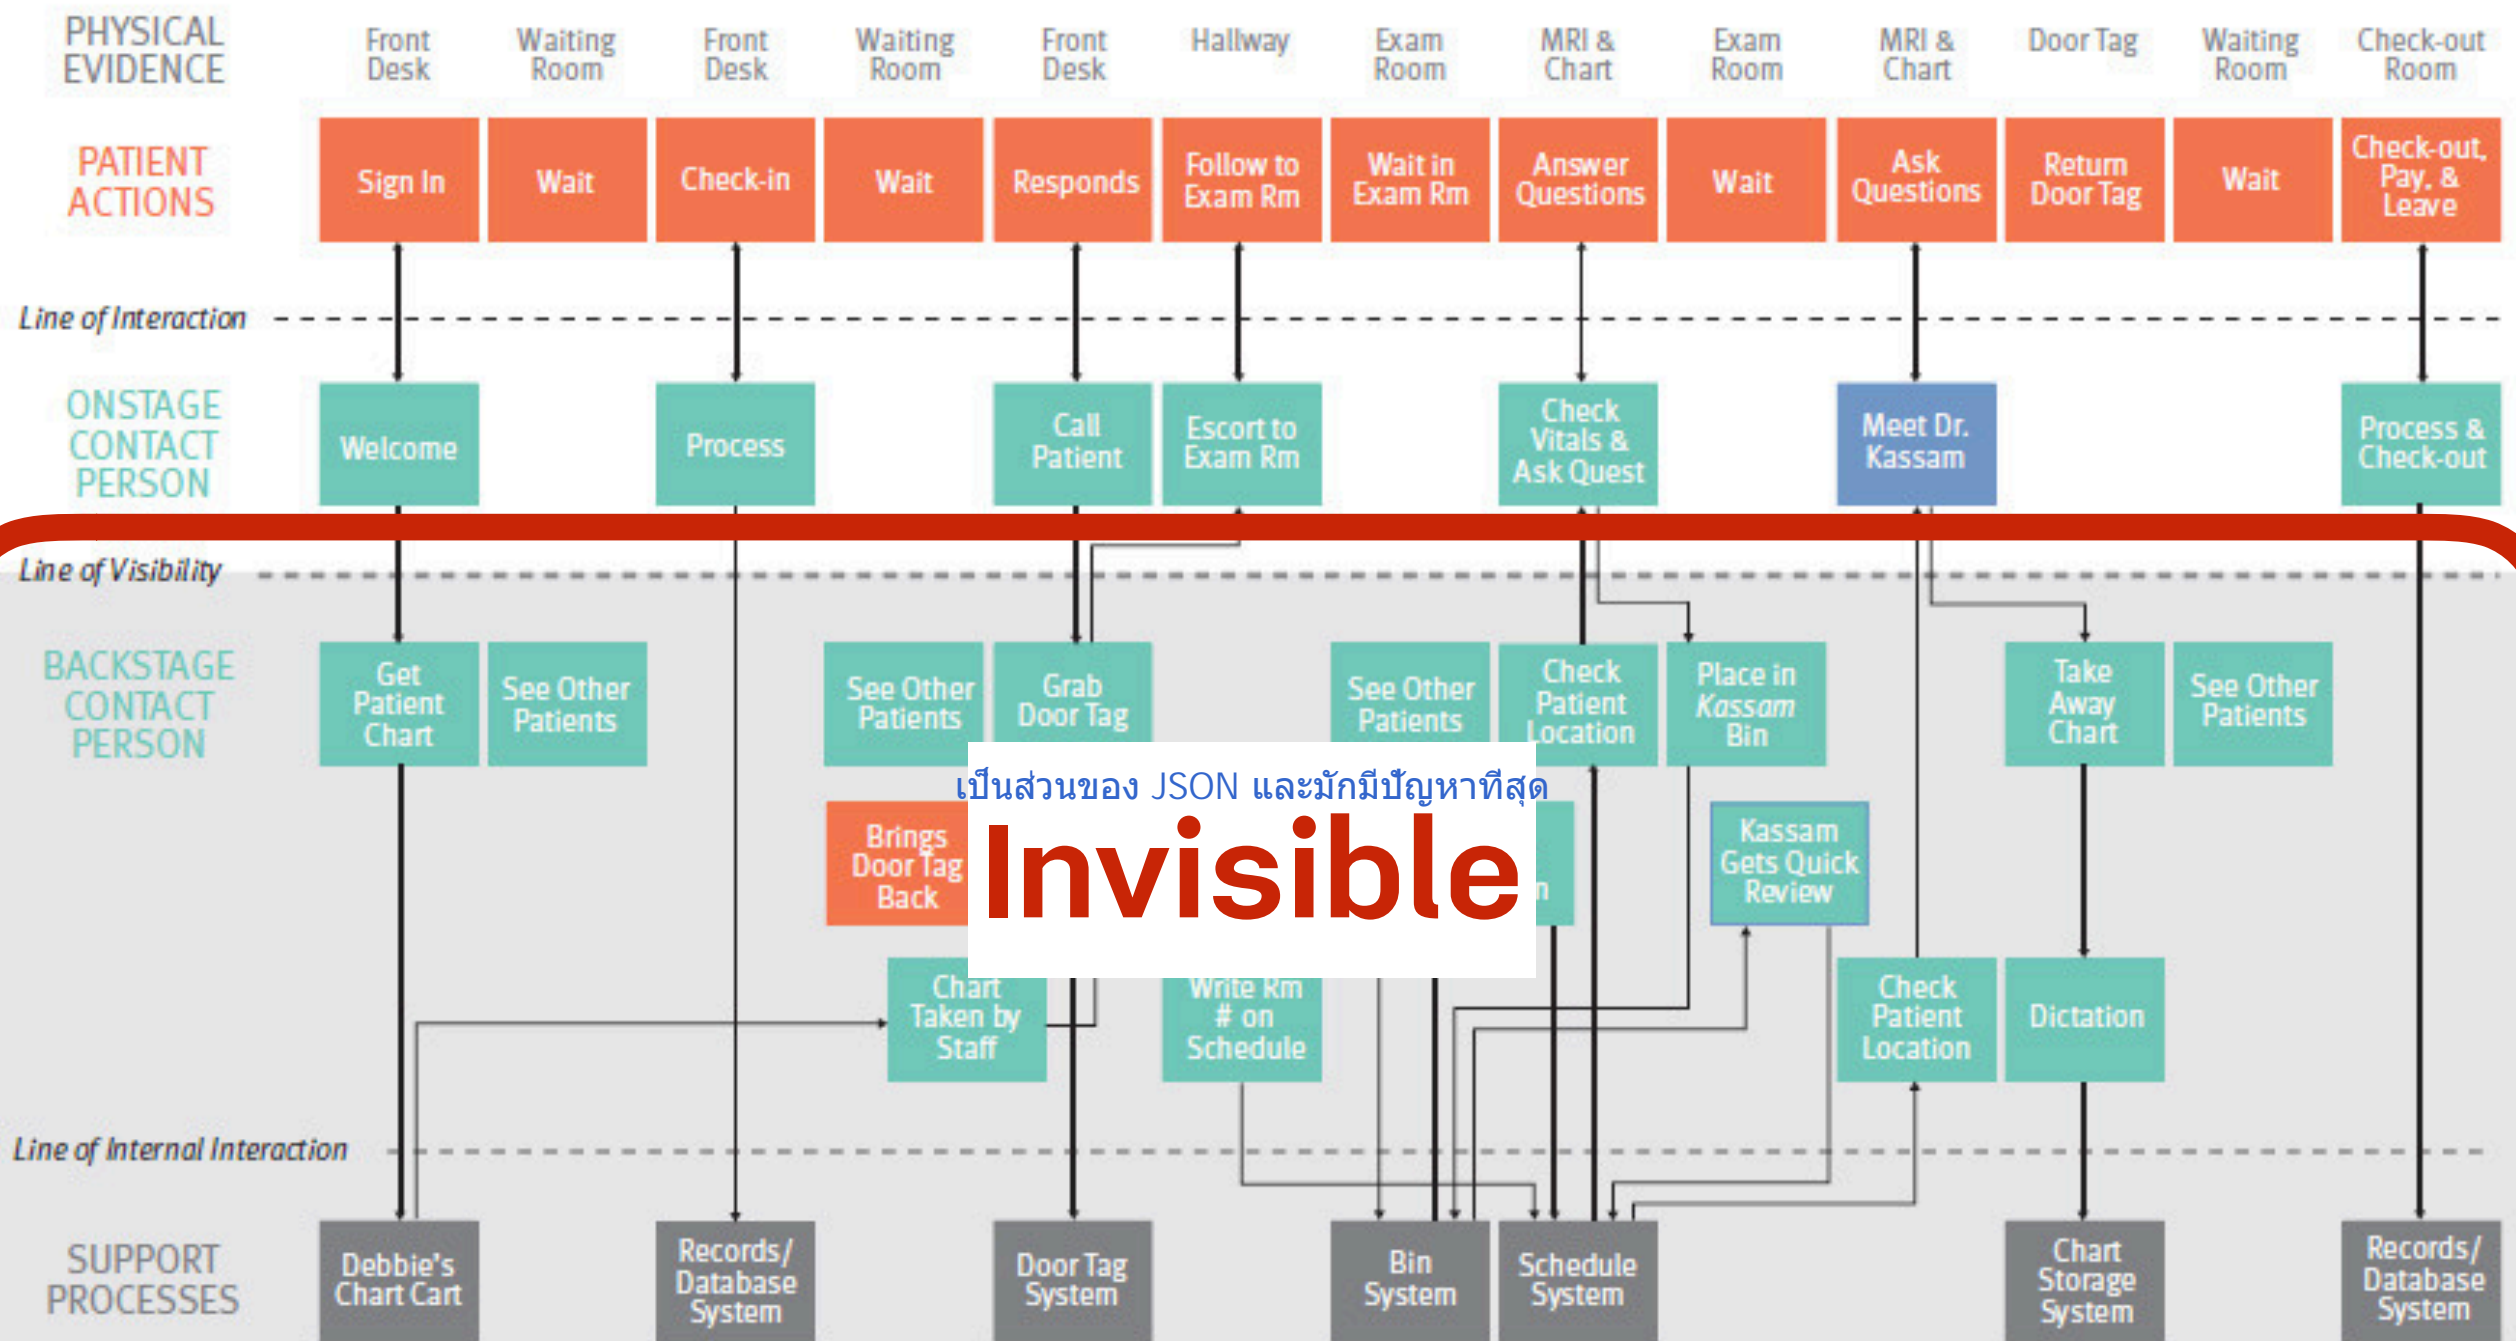 PHYSICAL
EVIDENCE
Front
Desk
Waiting
Room
Front
Desk
Waiting
Room
Front
Desk
Hallway
Exam
Room
MRI &
Chart
Exam
Room
MRI &
Chart
Door Tag
Waiting
Room
Check-out
Room
PATIENT
ACTIONS
Sign In
Wait
Check-in
Wait
Responds
Follow to
Exam Rm
Wait in
Exam Rm
Answer
Questions
Wait
Ask
Questions
Return
Door Tag
Wait
Check-out,
Pay, &
Leave
Line of Interaction
ONSTAGE
CONTACT
PERSON
Welcome
Process
Call
Patient
Escort to
Exam Rm
Check
Vitals &
Ask Quest
Meet Dr.
Kassam
Process &
Check-out
Line of Visibility
BACKSTAGE
CONTACT
PERSON
Get
Patient
Chart
See Other
Patients
See Other
Patients
Grab
Door Tag
See Other
Patients
Check
Patient
Location
Place in
Kassam
Bin
Take
Away
Chart
See Other
Patients
เป็นส่วนของ JSON และมักมีปัญหาที่สุด
Invisible
Brings
Door Tag
Back
Kassam
Gets Quick
Review
Chart
Taken by
Staff
Write Rm
# on
Schedule
Check
Patient
Location
Dictation
Line of Internal Interaction
SUPPORT
PROCESSES
Debbie's
Chart Cart
Records/
Database
System
Door Tag
System
Bin
System
Schedule
System
Chart
Storage
System
Records/
Database
System